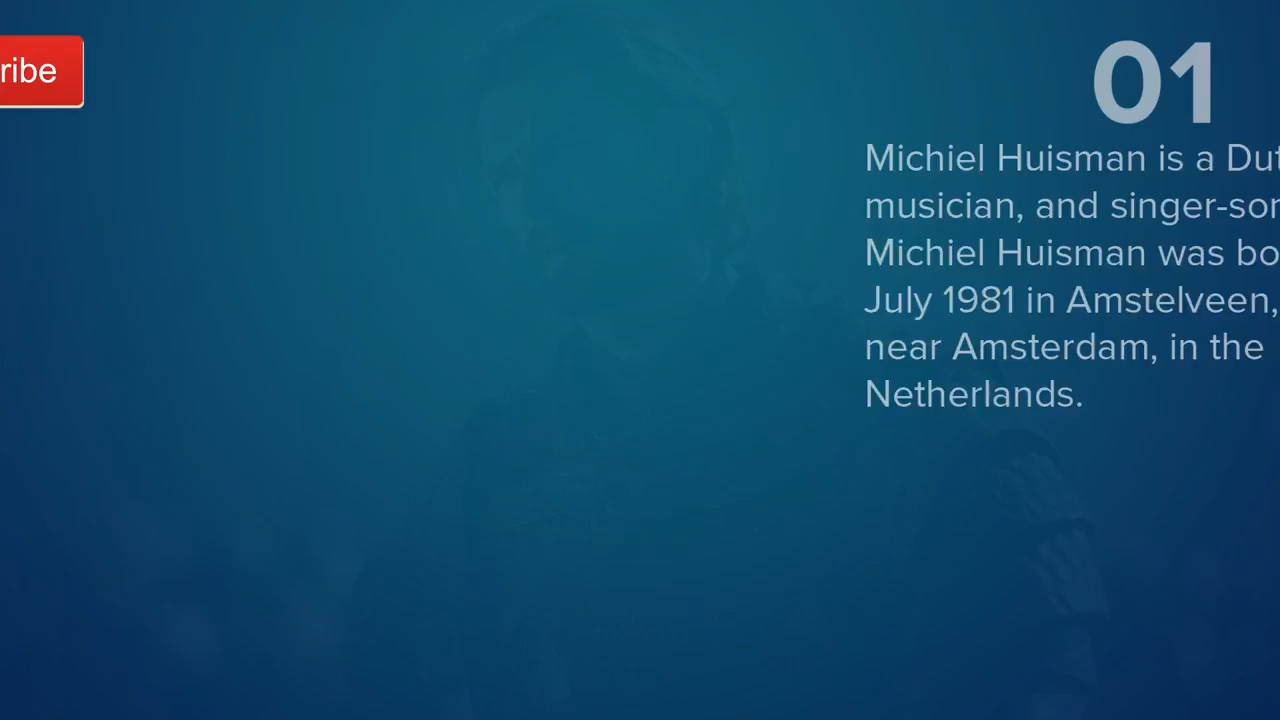 ribe
01
Michiel Huisman is a Dut
musician, and singer-sor
Michiel Huisman was bo
July 1981 in Amstelveen,
near Amsterdam, in the
Netherlands.